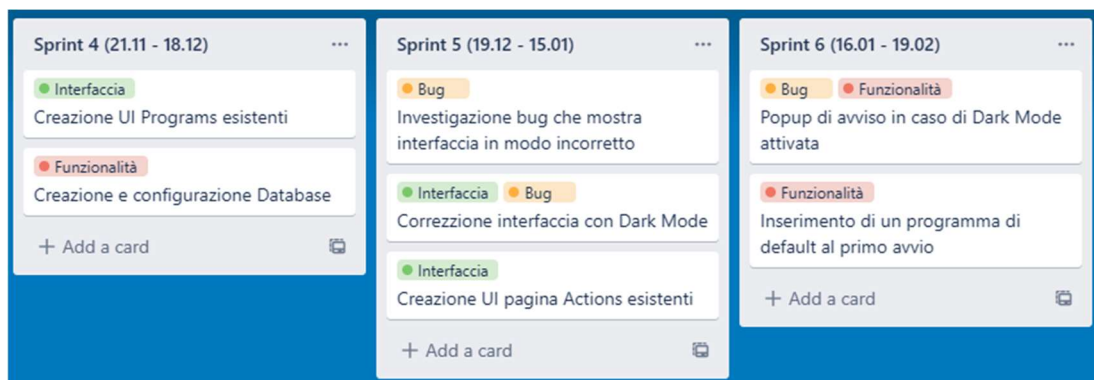 Sprint 4 (21.11 - 18.12)
Interfaccia
Creazione UI Programs esistenti
Funzionalità
Creazione e configurazione Database
+ Add a card
Sprint 5 (19.12 - 15.01)
Bug
Investigazione bug che mostra
interfaccia in modo incorretto
Interfaccia Bug
Correzzione interfaccia con Dark Mode
Interfaccia
Creazione UI pagina Actions esistenti
+ Add a card
Sprint 6 (16.01 - 19.02)
Bug Funzionalità
Popup di avviso in caso di Dark Mode
attivata
Funzionalità
Inserimento di un programma di
default al primo avvio
+ Add a card